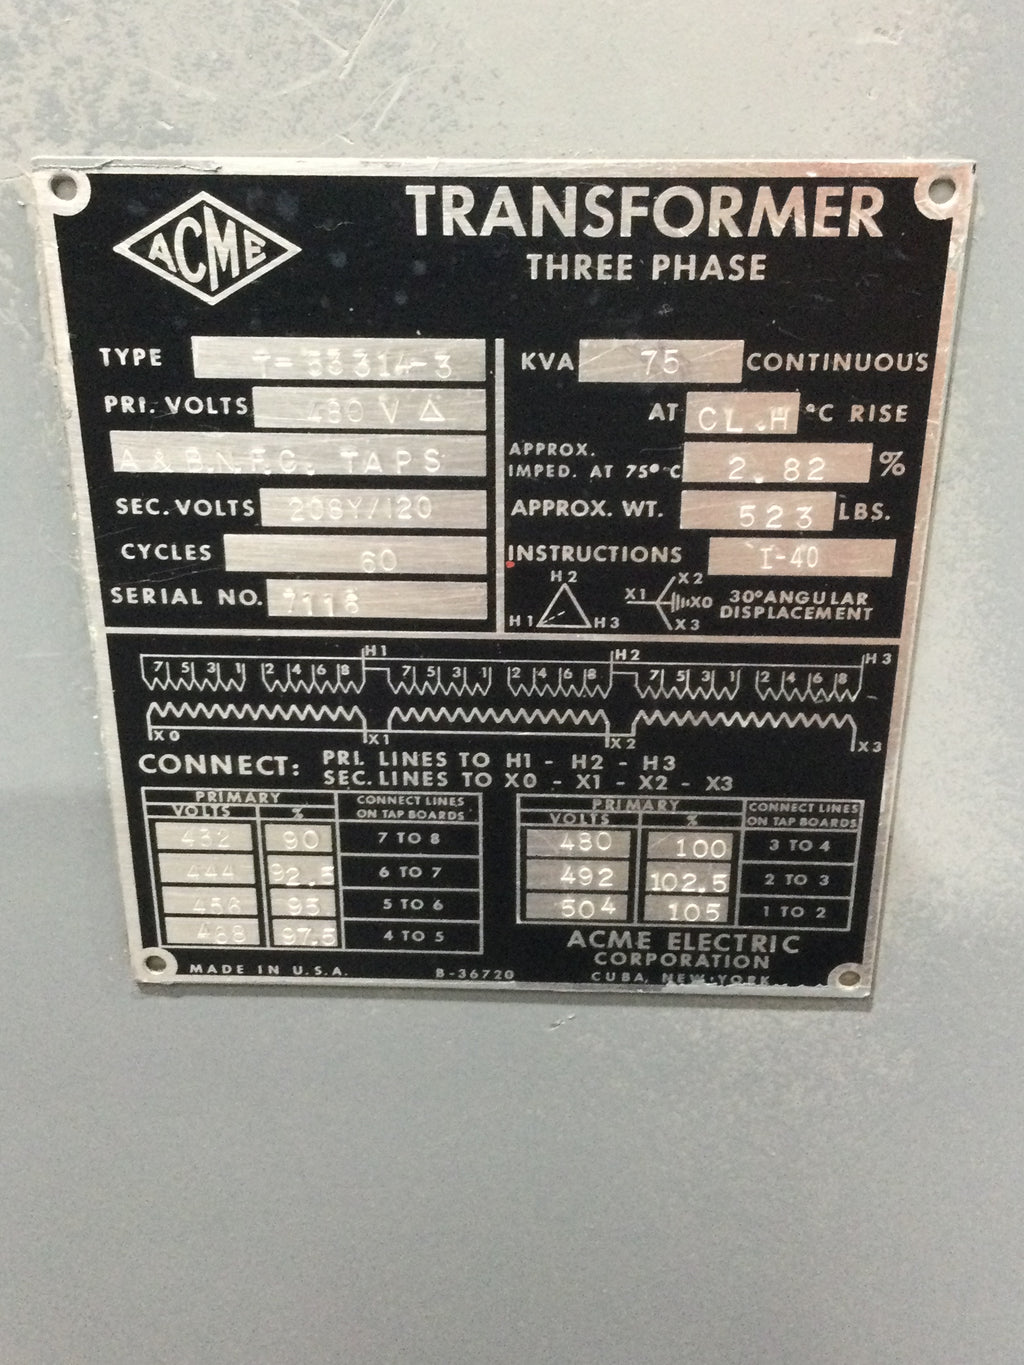 ACME
TRANSFORMER
THREE PHASE
TYPE T-53314-3
PRI. VOLTS 480 V Δ
A & B.N.F.C. TAPS
SEC. VOLTS 208Y/120
CYCLES 60
SERIAL NO. 7116
KVA 75 CONTINUOUS
AT CL.H °C RISE
APPROX.
IMPED. AT 75°C 2.82 %
APPROX. WT. 523 LBS.
INSTRUCTIONS I-40
H2
H1 H3
X2
X1 X0
X3
30° ANGULAR
DISPLACEMENT
H1 H2 H3
7 5 3 1 2 4 6 8 7 5 3 1 2 4 6 8 7 5 3 1 2 4 6 8
X0 X1 X2 X3
CONNECT: PRI. LINES TO H1 - H2 - H3
SEC. LINES TO X0 - X1 - X2 - X3
PRIMARY CONNECT LINES
VOLTS % ON TAP BOARDS
432 90 7 TO 8
444 92.5 6 TO 7
456 95 5 TO 6
468 97.5 4 TO 5
PRIMARY CONNECT LINES
VOLTS % ON TAP BOARDS
480 100 3 TO 4
492 102.5 2 TO 3
504 105 1 TO 2
ACME ELECTRIC
CORPORATION
MADE IN U.S.A. B-36720 CUBA, NEW YORK